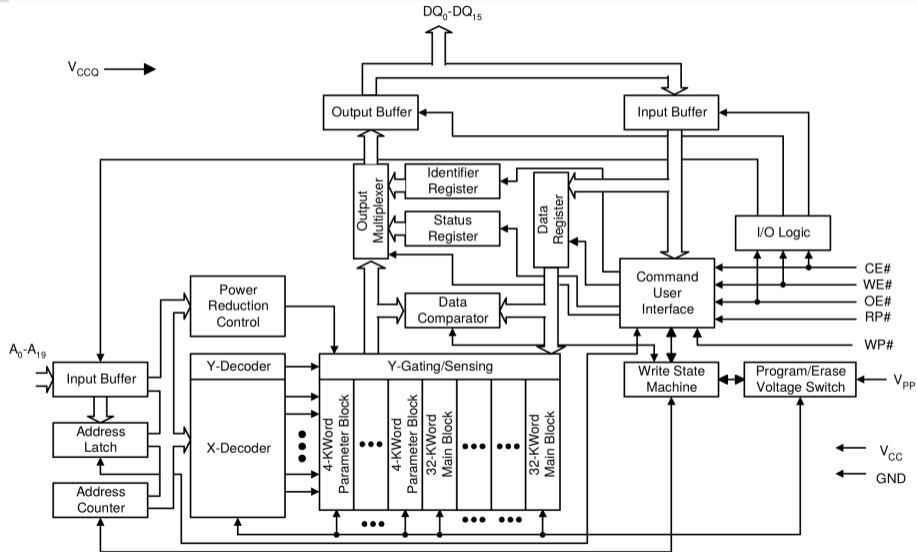 DQ₀-DQ₁₅
V_CCQ
Output Buffer
Input Buffer
Output
Multiplexer
Identifier
Register
Data
Register
Status
Register
I/O Logic
Command
User
Interface
CE#
WE#
OE#
RP#
WP#
Power
Reduction
Control
Data
Comparator
A₀-A₁₉
Input Buffer
Y-Decoder
Y-Gating/Sensing
Write State
Machine
Program/Erase
Voltage Switch
V_PP
Address
Latch
X-Decoder
4-KWord
Parameter Block
4-KWord
Parameter Block
32-KWord
Main Block
32-KWord
Main Block
V_CC
GND
Address
Counter